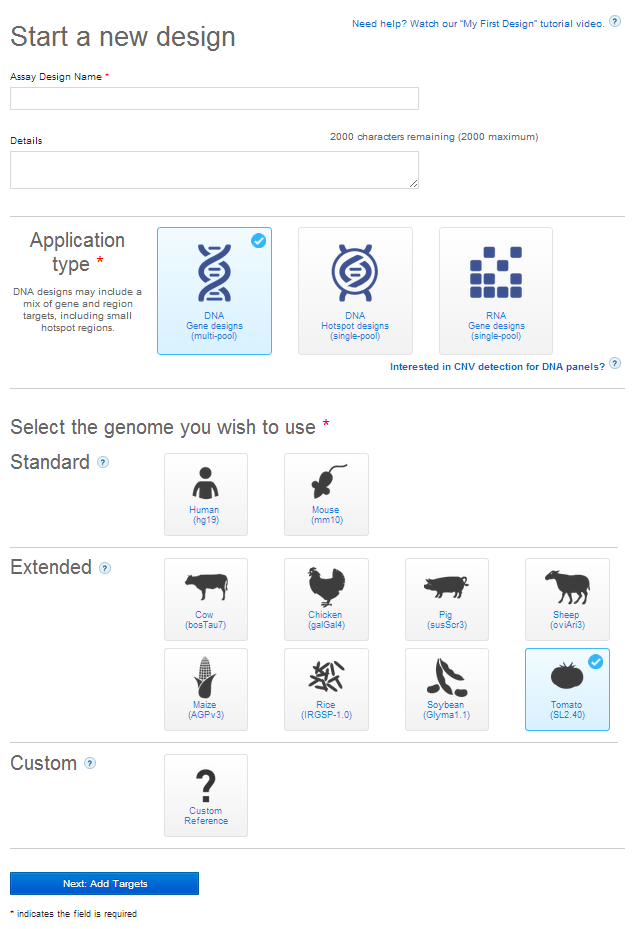 Start a new design
Need help? Watch our "My First Design" tutorial video. ?
Assay Design Name *
Details
2000 characters remaining (2000 maximum)
Application
type *
DNA designs may include a
mix of gene and region
targets, including small
hotspot regions.
DNA
Gene designs
(multi-pool)
DNA
Hotspot designs
(single-pool)
RNA
Gene designs
(single-pool)
Interested in CNV detection for DNA panels? ?
Select the genome you wish to use *
Standard ?
Human
(hg19)
Mouse
(mm10)
Extended ?
Cow
(bosTau7)
Chicken
(galGal4)
Pig
(susScr3)
Sheep
(oviAri3)
Maize
(AGPv3)
Rice
(IRGSP-1.0)
Soybean
(Glyma1.1)
Tomato
(SL2.40)
Custom ?
?
Custom
Reference
Next: Add Targets
* indicates the field is required